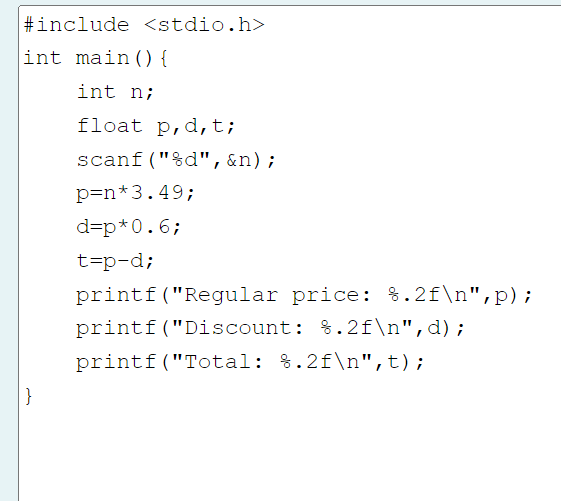 #include <stdio.h>
int main(){
    int n;
    float p,d,t;
    scanf("%d",&n);
    p=n*3.49;
    d=p*0.6;
    t=p-d;
    printf("Regular price: %.2f\n",p);
    printf("Discount: %.2f\n",d);
    printf("Total: %.2f\n",t);
}